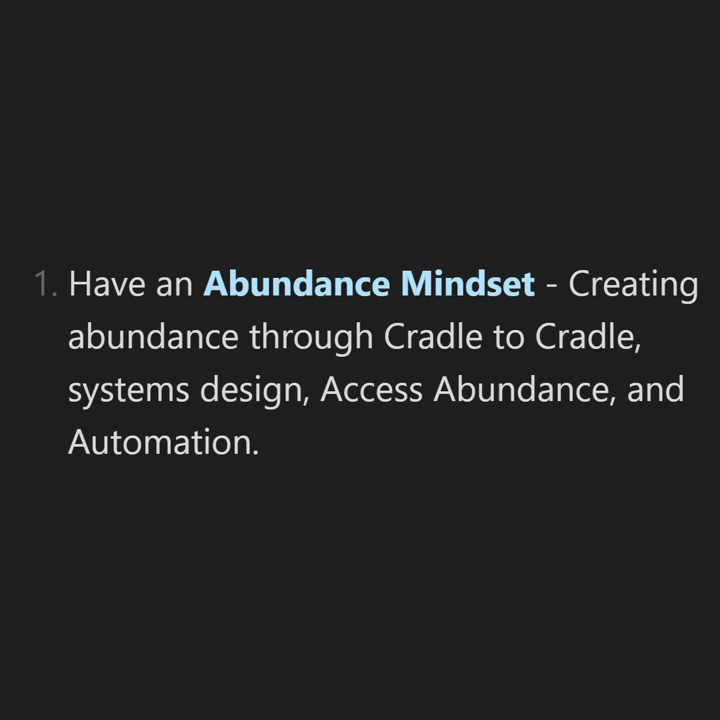 1. Have an Abundance Mindset - Creating
abundance through Cradle to Cradle,
systems design, Access Abundance, and
Automation.